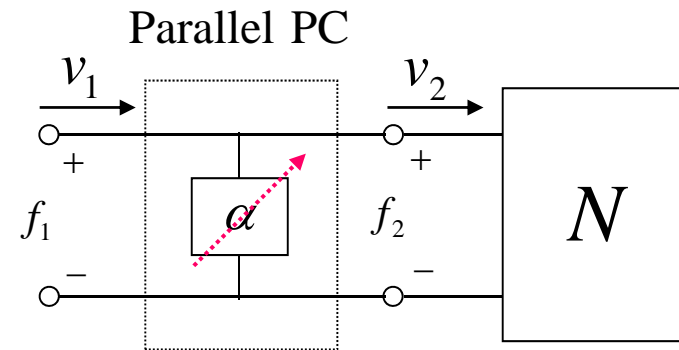 Parallel PC
v₁ v₂
+ +
f₁ α f₂ N
− −